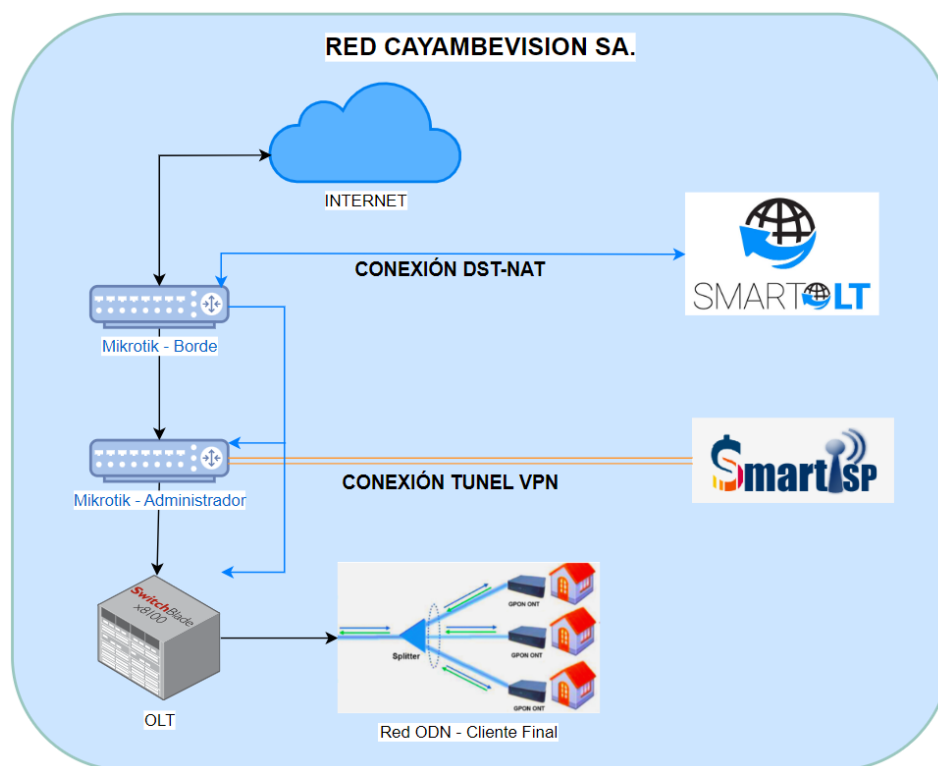 RED CAYAMBEVISION SA.
INTERNET
CONEXIÓN DST-NAT
SMARTOLT
Mikrotik - Borde
CONEXIÓN TUNEL VPN
SmartISP
Mikrotik - Administrador
SwitchBlade
x8100
GPON ONT
Splitter
GPON ONT
GPON ONT
OLT
Red ODN - Cliente Final